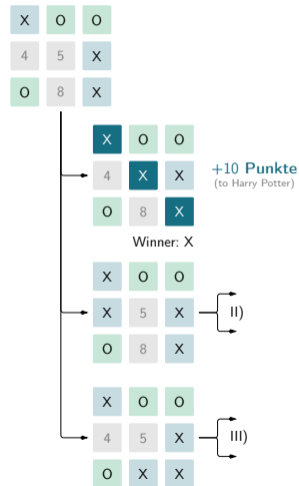 X O O
4 5 X
O 8 X
X O O
4 X X
O 8 X
+10 Punkte
(to Harry Potter)
Winner: X
X O O
X 5 X
O 8 X
II)
X O O
4 5 X
O X X
III)